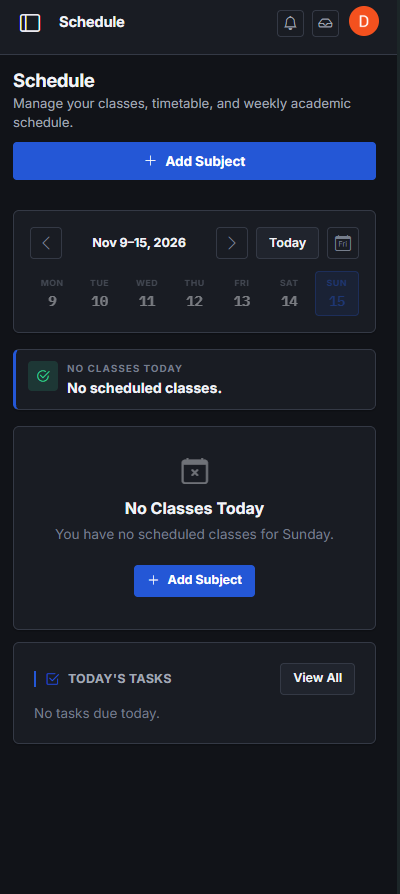 Schedule
D
Schedule
Manage your classes, timetable, and weekly academic
schedule.
Add Subject
Nov 9–15, 2026
Today
Fri
MON TUE WED THU FRI SAT SUN
9 10 11 12 13 14 15
NO CLASSES TODAY
No scheduled classes.
No Classes Today
You have no scheduled classes for Sunday.
Add Subject
TODAY'S TASKS
View All
No tasks due today.